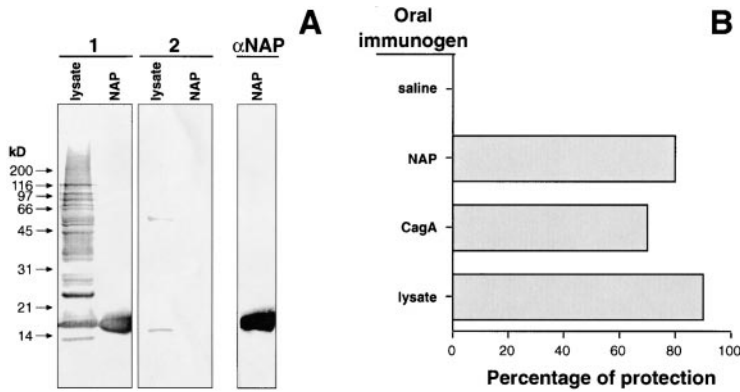 A
1
2
αNAP
lysate
NAP
lysate
NAP
NAP
kD
200
116
97
66
45
31
21
14
B
Oral
immunogen
saline
NAP
CagA
lysate
0 20 40 60 80 100
Percentage of protection